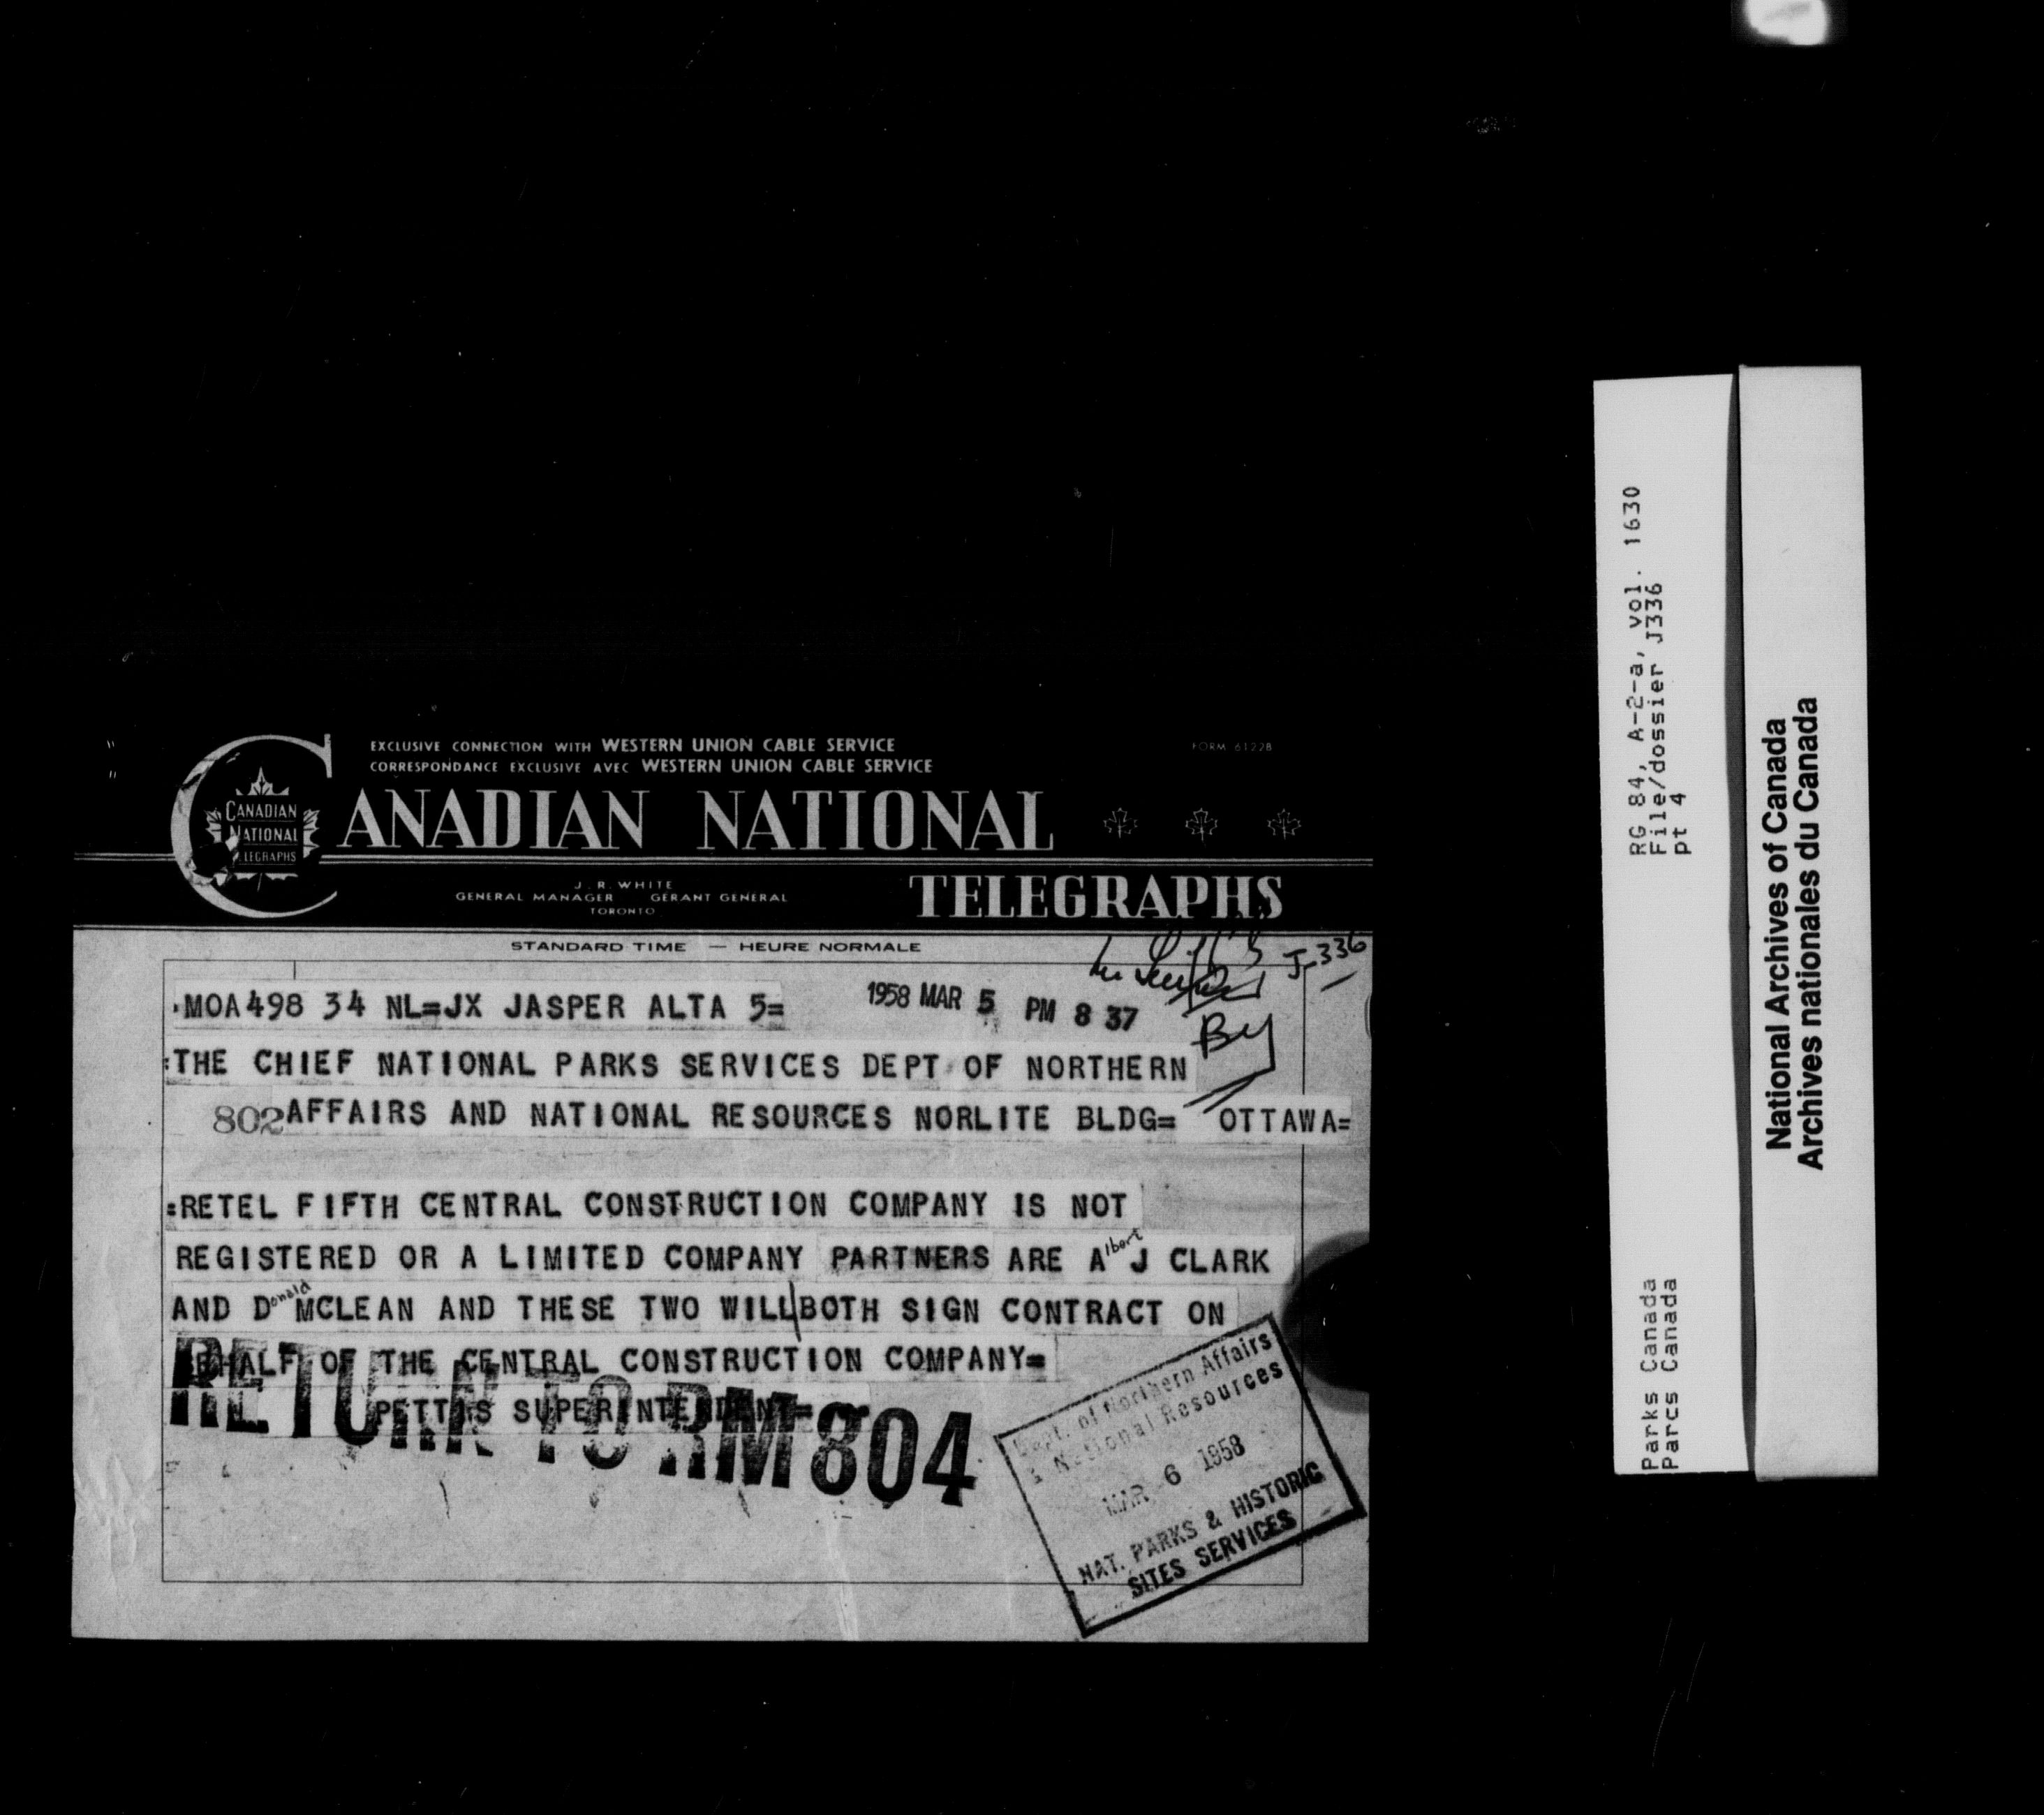 EXCLUSIVE CONNECTION WITH WESTERN UNION CABLE SERVICE
CORRESPONDANCE EXCLUSIVE AVEC WESTERN UNION CABLE SERVICE
FORM 6122B
CANADIAN NATIONAL
CANADIAN
NATIONAL
TELEGRAPHS
J. R. WHITE
GENERAL MANAGER GERANT GENERAL
TORONTO
TELEGRAPHS
STANDARD TIME — HEURE NORMALE
J-336
MOA498 34 NL=JX JASPER ALTA 5=
1958 MAR 5 PM 8 37
By
:THE CHIEF NATIONAL PARKS SERVICES DEPT OF NORTHERN
802 AFFAIRS AND NATIONAL RESOURCES NORLITE BLDG= OTTAWA=
=RETEL FIFTH CENTRAL CONSTRUCTION COMPANY IS NOT
REGISTERED OR A LIMITED COMPANY PARTNERS ARE Albert J CLARK
AND Donald MCLEAN AND THESE TWO WILL BOTH SIGN CONTRACT ON
BEHALF OF THE CENTRAL CONSTRUCTION COMPANY=
PETTIS SUPERINTENDANT=
RETURN TO RM 804
Dept. of Northern Affairs
& National Resources
MAR 6 1958
NAT. PARKS & HISTORIC
SITES SERVICES
RG 84, A-2-a, vol. 1630
File/dossier J336
pt 4
Parks Canada
Parcs Canada
National Archives of Canada
Archives nationales du Canada